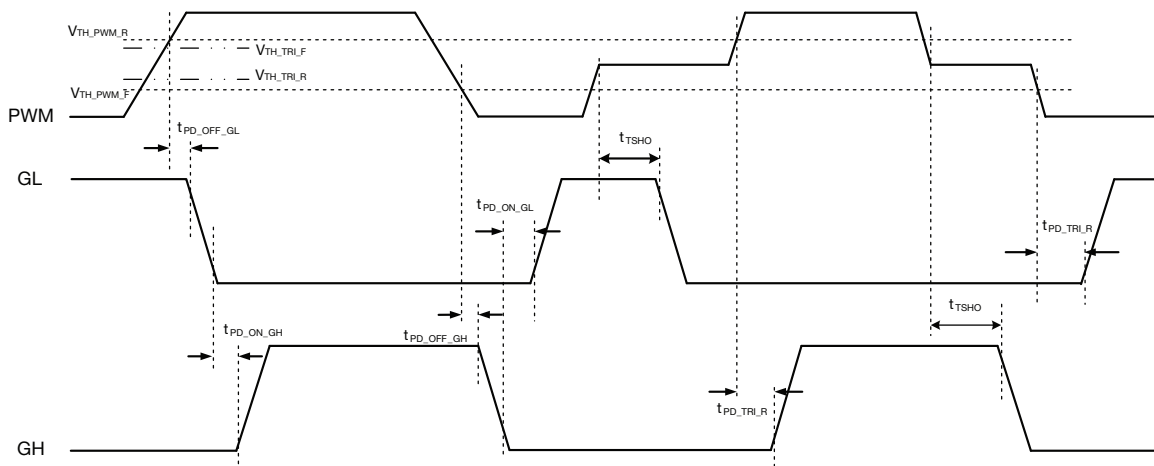 VTH_PWM_R
VTH_TRI_F
VTH_TRI_R
VTH_PWM_F
PWM
tPD_OFF_GL
tTSHO
GL
tPD_ON_GL
tPD_TRI_R
tTSHO
tPD_ON_GH
tPD_OFF_GH
tPD_TRI_R
GH